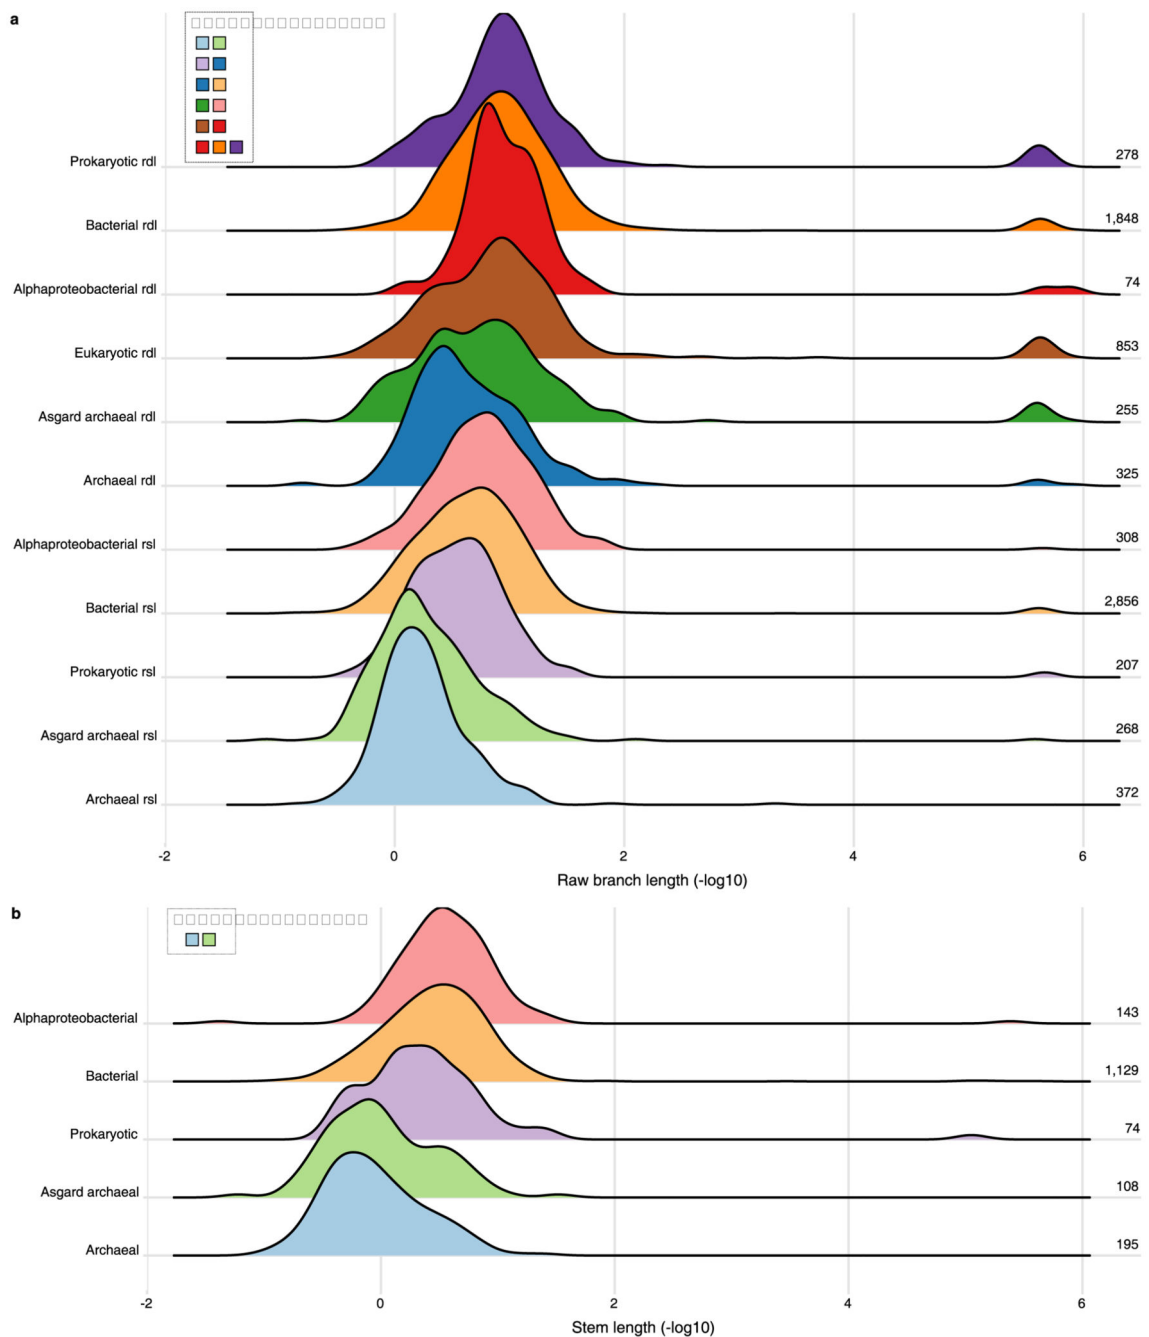 a
Prokaryotic rdl 278
Bacterial rdl 1,848
Alphaproteobacterial rdl 74
Eukaryotic rdl 853
Asgard archaeal rdl 255
Archaeal rdl 325
Alphaproteobacterial rsl 308
Bacterial rsl 2,856
Prokaryotic rsl 207
Asgard archaeal rsl 268
Archaeal rsl 372
-2 0 2 4 6
Raw branch length (-log10)
b
Alphaproteobacterial 143
Bacterial 1,129
Prokaryotic 74
Asgard archaeal 108
Archaeal 195
-2 0 2 4 6
Stem length (-log10)